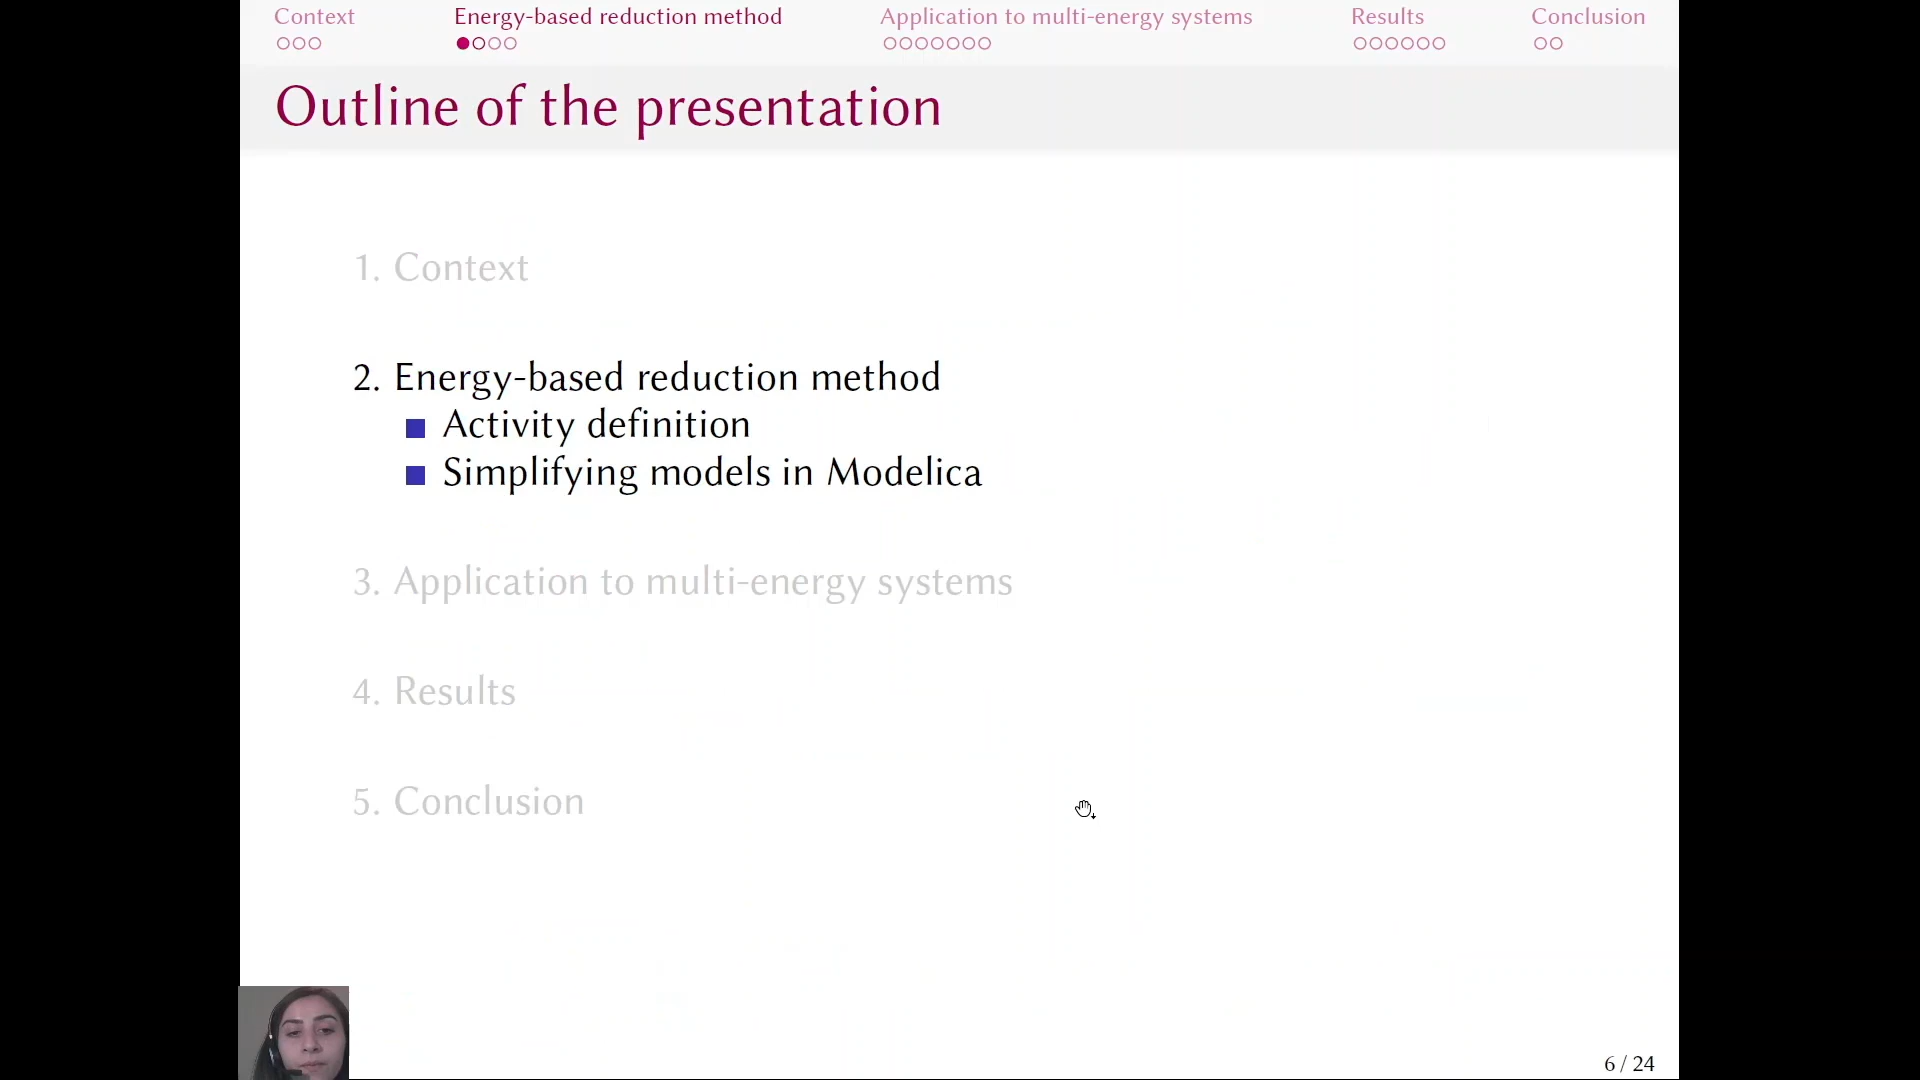 Context
Energy-based reduction method
Application to multi-energy systems
Results
Conclusion
Outline of the presentation
1. Context
2. Energy-based reduction method
Activity definition
Simplifying models in Modelica
3. Application to multi-energy systems
4. Results
5. Conclusion
6 / 24